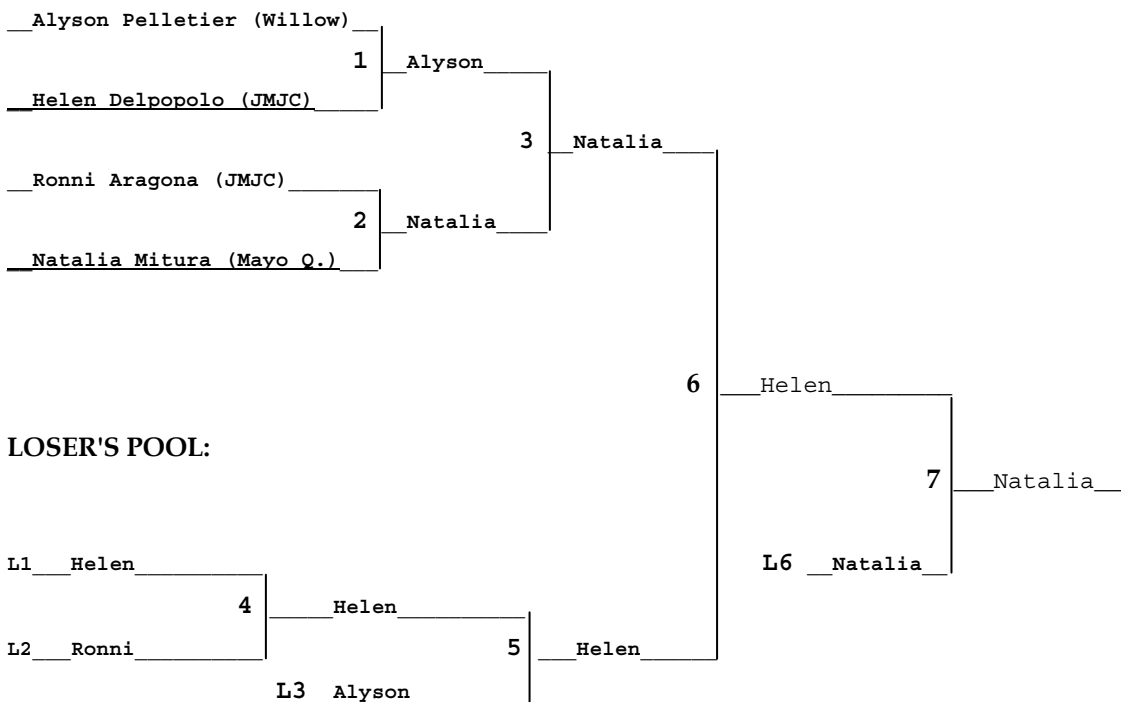 __Alyson Pelletier (Willow)__
1 __Alyson_____
__Helen Delpopolo (JMJC)_____
3 __Natalia____
__Ronni Aragona (JMJC)_______
2 __Natalia____
__Natalia Mitura (Mayo Q.)___
6 ___Helen_________
LOSER'S POOL:
7 ___Natalia__
L1___Helen__________
L6 __Natalia__
4 _____Helen__________
L2___Ronni__________
5 ___Helen______
L3 Alyson